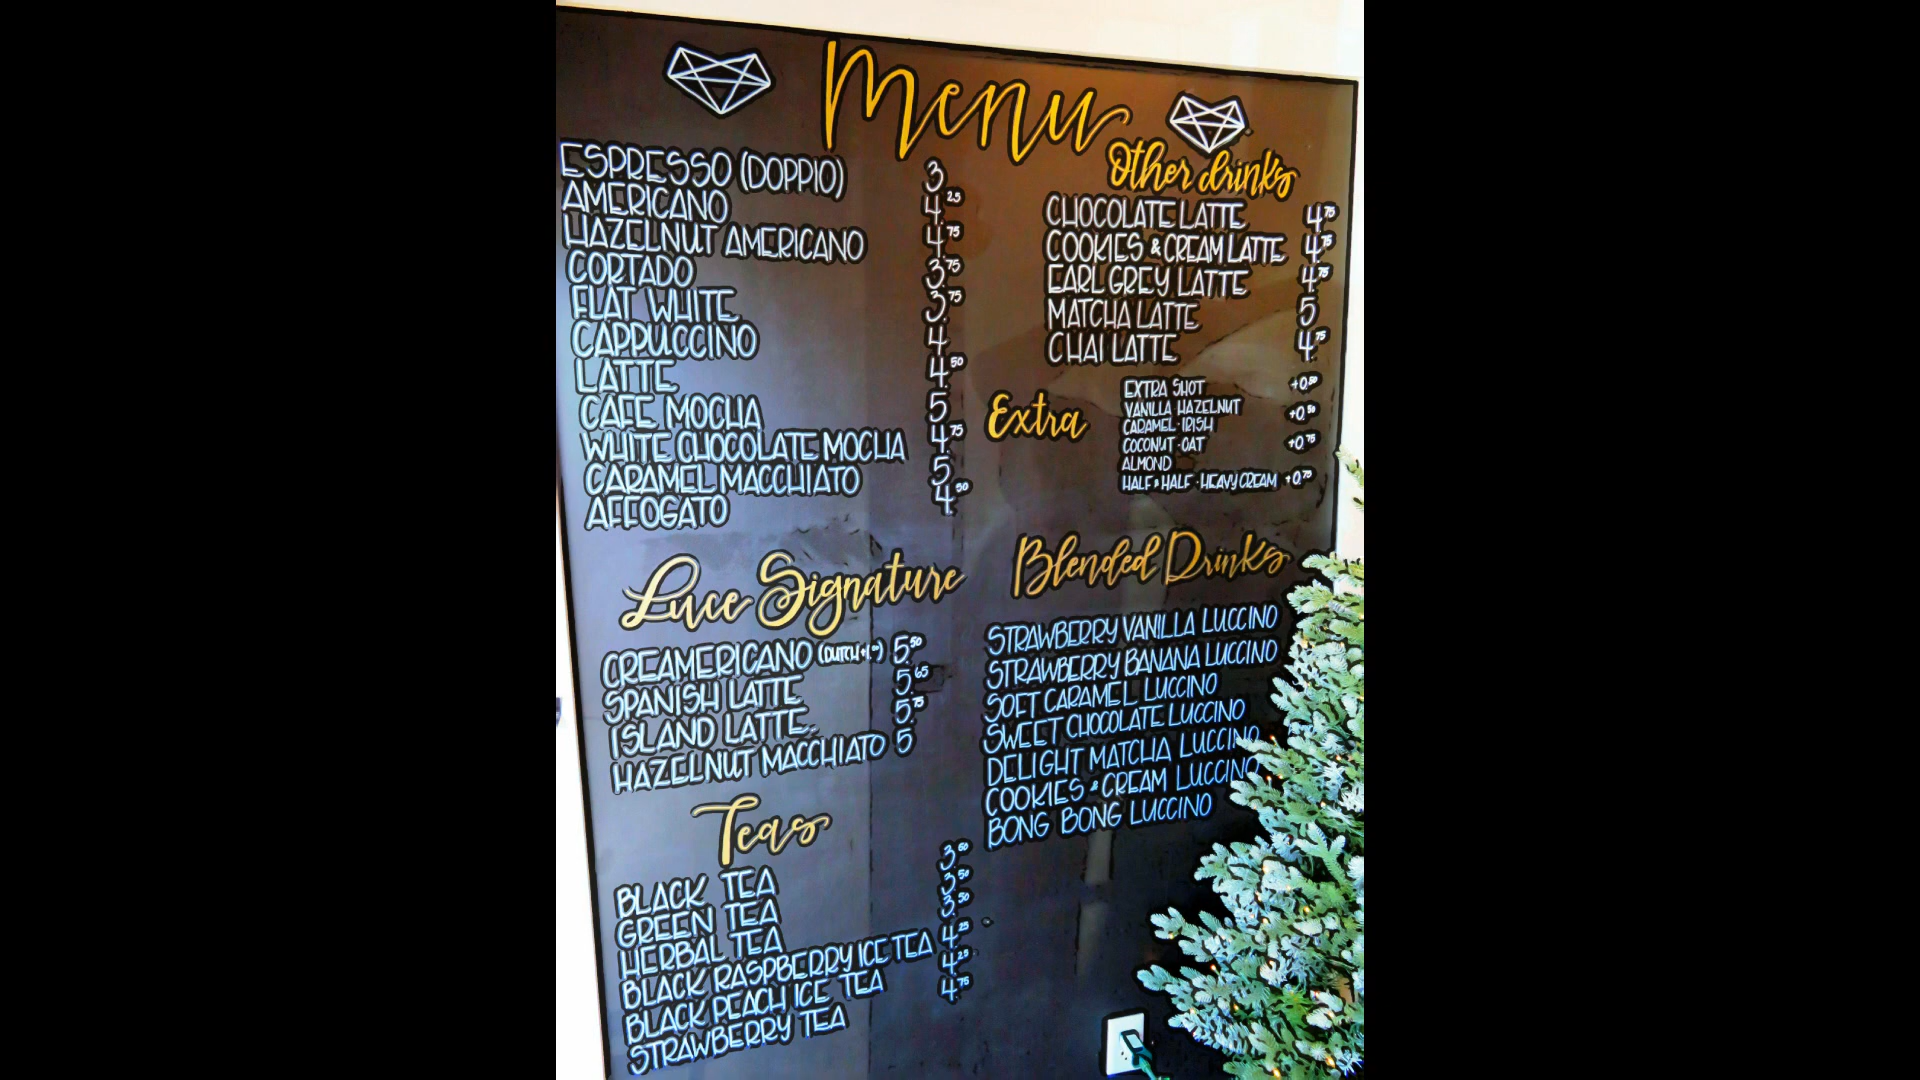 Menu
ESPRESSO (DOPPIO) 3
AMERICANO 4.25
HAZELNUT AMERICANO 4.75
CORTADO 3.75
FLAT WHITE 3.75
CAPPUCCINO 4
LATTE 4.50
CAFE MOCHA 5
WHITE CHOCOLATE MOCHA 4.75
CARAMEL MACCHIATO 5
AFFOGATO 4.50
Other drinks
CHOCOLATE LATTE 4.75
COOKIES & CREAM LATTE 4.75
EARL GREY LATTE 4.75
MATCHA LATTE 5
CHAI LATTE 4.75
Extra
EXTRA SHOT +0.50
VANILLA HAZELNUT +0.50
CARAMEL · IRISH
COCONUT · OAT +0.75
ALMOND
HALF & HALF · HEAVY CREAM +0.75
Luce Signature
CREAMERICANO (DUTCH +1.00) 5.50
SPANISH LATTE 5.65
ISLAND LATTE 5.75
HAZELNUT MACCHIATO 5
Blended Drinks
STRAWBERRY VANILLA LUCCINO
STRAWBERRY BANANA LUCCINO
SOFT CARAMEL LUCCINO
SWEET CHOCOLATE LUCCINO
DELIGHT MATCHA LUCCINO
COOKIES & CREAM LUCCINO
BONG BONG LUCCINO
Teas
BLACK TEA 3.50
GREEN TEA 3.50
HERBAL TEA 3.50
BLACK RASPBERRY ICE TEA 4.25
BLACK PEACH ICE TEA 4.25
STRAWBERRY TEA 4.75